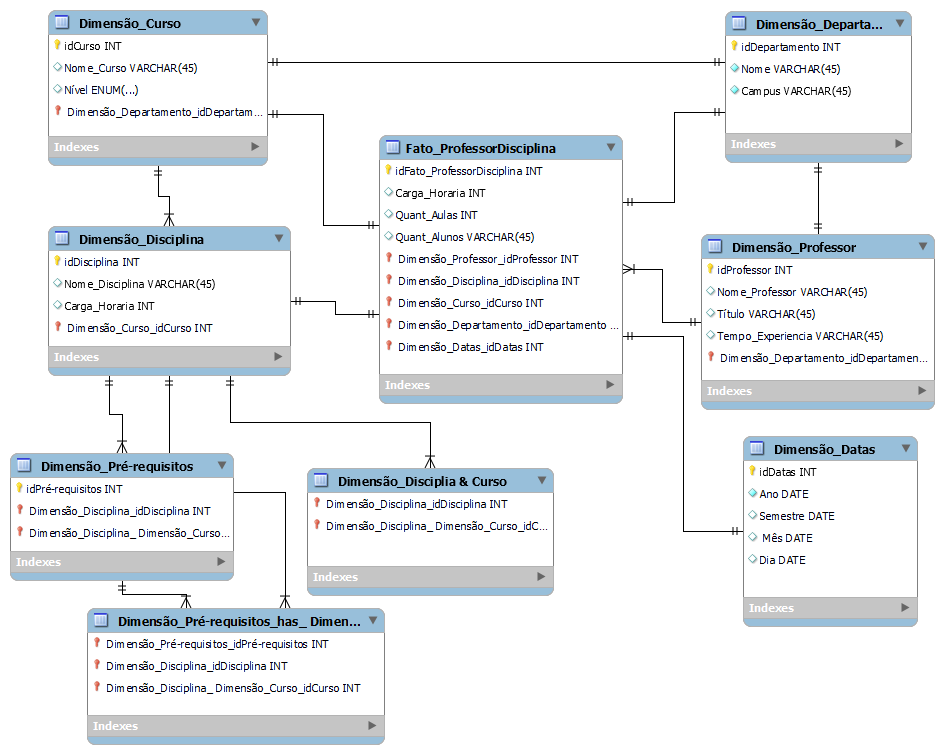 Dimensão_Curso
idCurso INT
Nome_Curso VARCHAR(45)
Nível ENUM(...)
Dimensão_Departamento_idDepartam...
Indexes
Dimensão_Departa...
idDepartamento INT
Nome VARCHAR(45)
Campus VARCHAR(45)
Indexes
Fato_ProfessorDisciplina
idFato_ProfessorDisciplina INT
Carga_Horaria INT
Quant_Aulas INT
Quant_Alunos VARCHAR(45)
Dimensão_Professor_idProfessor INT
Dimensão_Disciplina_idDisciplina INT
Dimensão_Curso_idCurso INT
Dimensão_Departamento_idDepartamento ...
Dimensão_Datas_idDatas INT
Indexes
Dimensão_Disciplina
idDisciplina INT
Nome_Disciplina VARCHAR(45)
Carga_Horaria INT
Dimensão_Curso_idCurso INT
Indexes
Dimensão_Professor
idProfessor INT
Nome_Professor VARCHAR(45)
Título VARCHAR(45)
Tempo_Experiencia VARCHAR(45)
Dimensão_Departamento_idDepartamen...
Indexes
Dimensão_Pré-requisitos
idPré-requisitos INT
Dimensão_Disciplina_idDisciplina INT
Dimensão_Disciplina_ Dimensão_Curso...
Indexes
Dimensão_Disciplia & Curso
Dimensão_Disciplina_idDisciplina INT
Dimensão_Disciplina_ Dimensão_Curso_idC...
Indexes
Dimensão_Datas
idDatas INT
Ano DATE
Semestre DATE
Mês DATE
Dia DATE
Indexes
Dimensão_Pré-requisitos_has_ Dimen...
Dimensão_Pré-requisitos_idPré-requisitos INT
Dimensão_Disciplina_idDisciplina INT
Dimensão_Disciplina_ Dimensão_Curso_idCurso INT
Indexes